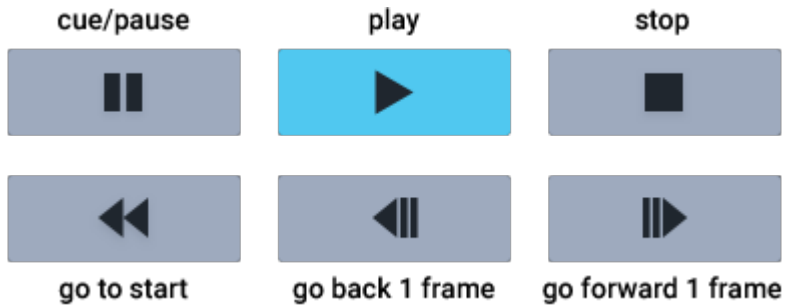 cue/pause
play
stop
go to start
go back 1 frame
go forward 1 frame